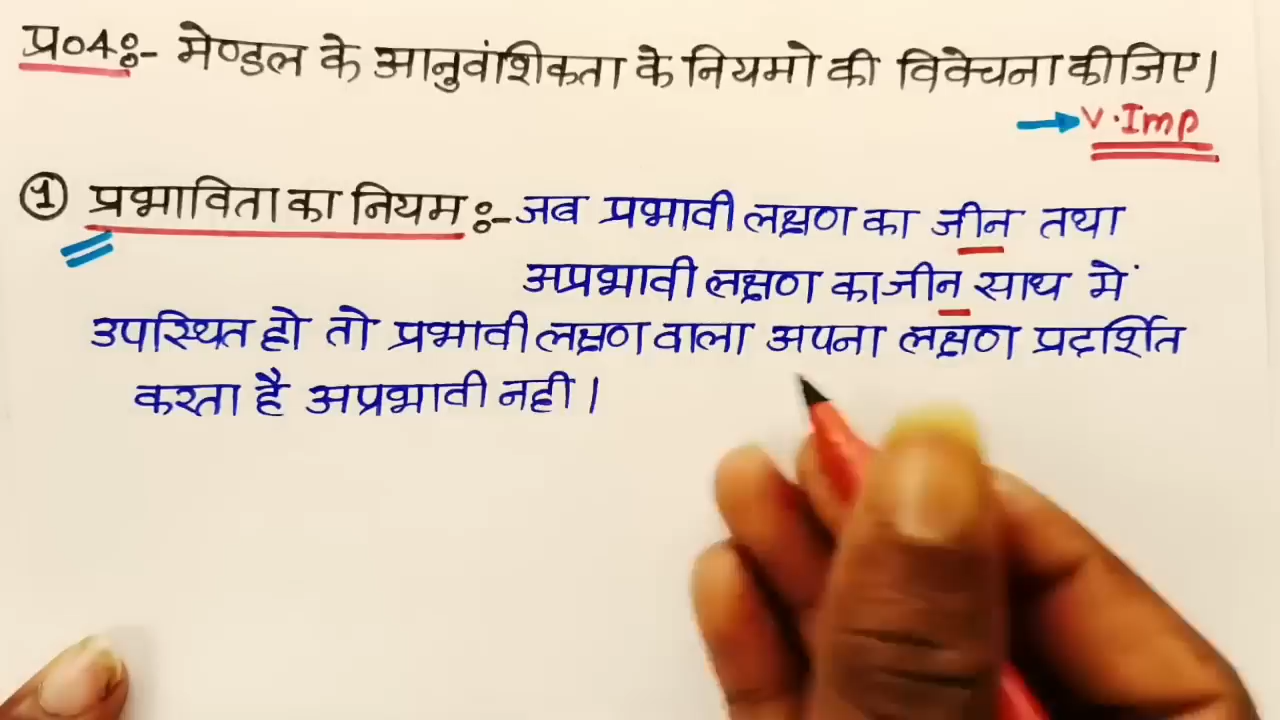 प्र०4ः- मेण्डल के आनुवांशिकता के नियमो की विवेचना कीजिए।
→ V.Imp
① प्रभाविता का नियम ः- जब प्रभावी लक्षण का जीन तथा
अप्रभावी लक्षण का जीन साथ में
उपस्थित हो तो प्रभावी लक्षण वाला अपना लक्षण प्रदर्शित
करता है अप्रभावी नही।